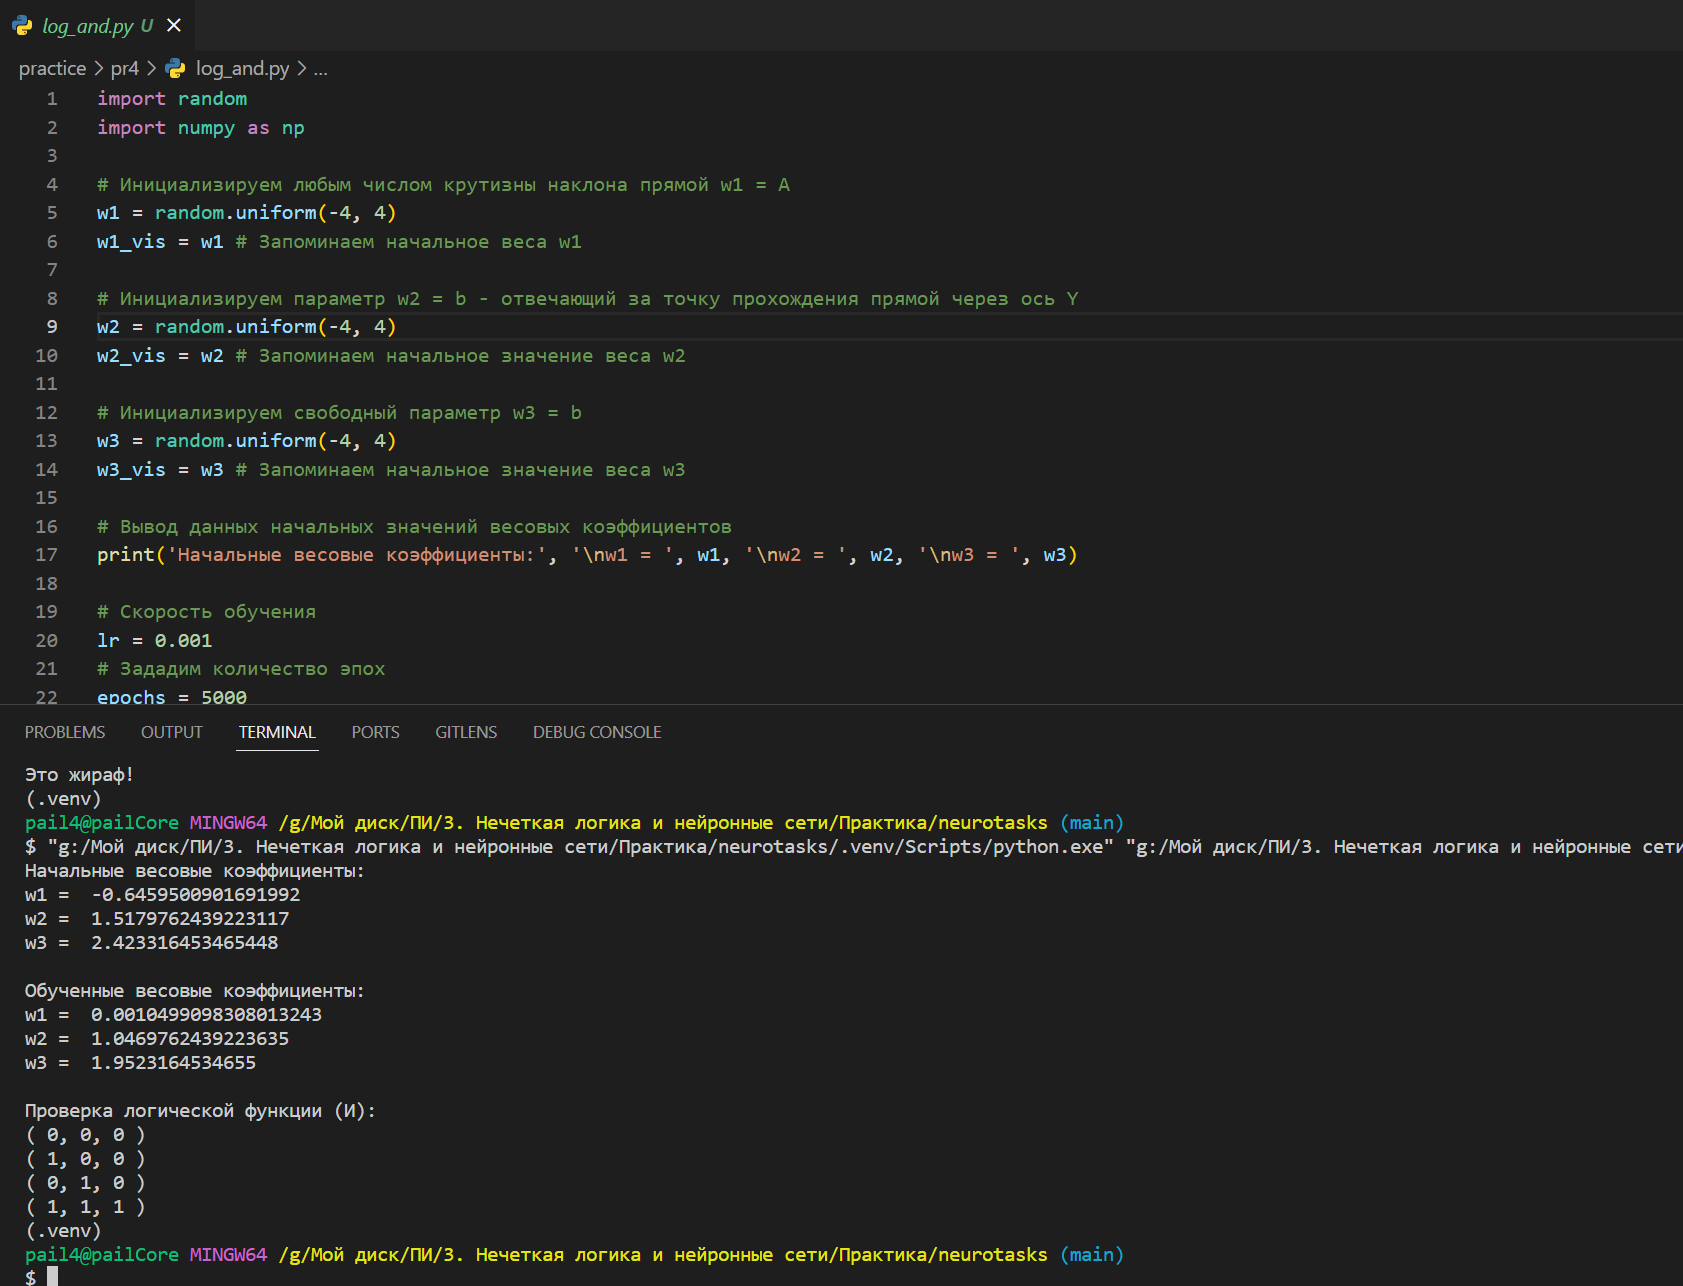 log_and.py U
practice > pr4 > log_and.py > ...
1 import random
2 import numpy as np
3
4 # Инициализируем любым числом крутизны наклона прямой w1 = A
5 w1 = random.uniform(-4, 4)
6 w1_vis = w1 # Запоминаем начальное веса w1
7
8 # Инициализируем параметр w2 = b - отвечающий за точку прохождения прямой через ось Y
9 w2 = random.uniform(-4, 4)
10 w2_vis = w2 # Запоминаем начальное значение веса w2
11
12 # Инициализируем свободный параметр w3 = b
13 w3 = random.uniform(-4, 4)
14 w3_vis = w3 # Запоминаем начальное значение веса w3
15
16 # Вывод данных начальных значений весовых коэффициентов
17 print('Начальные весовые коэффициенты:', '\nw1 = ', w1, '\nw2 = ', w2, '\nw3 = ', w3)
18
19 # Скорость обучения
20 lr = 0.001
21 # Зададим количество эпох
22 epochs = 5000
PROBLEMS OUTPUT TERMINAL PORTS GITLENS DEBUG CONSOLE
Это жираф!
(.venv)
pail4@pailCore MINGW64 /g/Мой диск/ПИ/3. Нечеткая логика и нейронные сети/Практика/neurotasks (main)
$ "g:/Мой диск/ПИ/3. Нечеткая логика и нейронные сети/Практика/neurotasks/.venv/Scripts/python.exe" "g:/Мой диск/ПИ/3. Нечеткая логика и нейронные сети
Начальные весовые коэффициенты:
w1 =  -0.6459500901691992
w2 =  1.5179762439223117
w3 =  2.423316453465448

Обученные весовые коэффициенты:
w1 =  0.0010499098308013243
w2 =  1.0469762439223635
w3 =  1.9523164534655

Проверка логической функции (И):
( 0, 0, 0 )
( 1, 0, 0 )
( 0, 1, 0 )
( 1, 1, 1 )
(.venv)
pail4@pailCore MINGW64 /g/Мой диск/ПИ/3. Нечеткая логика и нейронные сети/Практика/neurotasks (main)
$